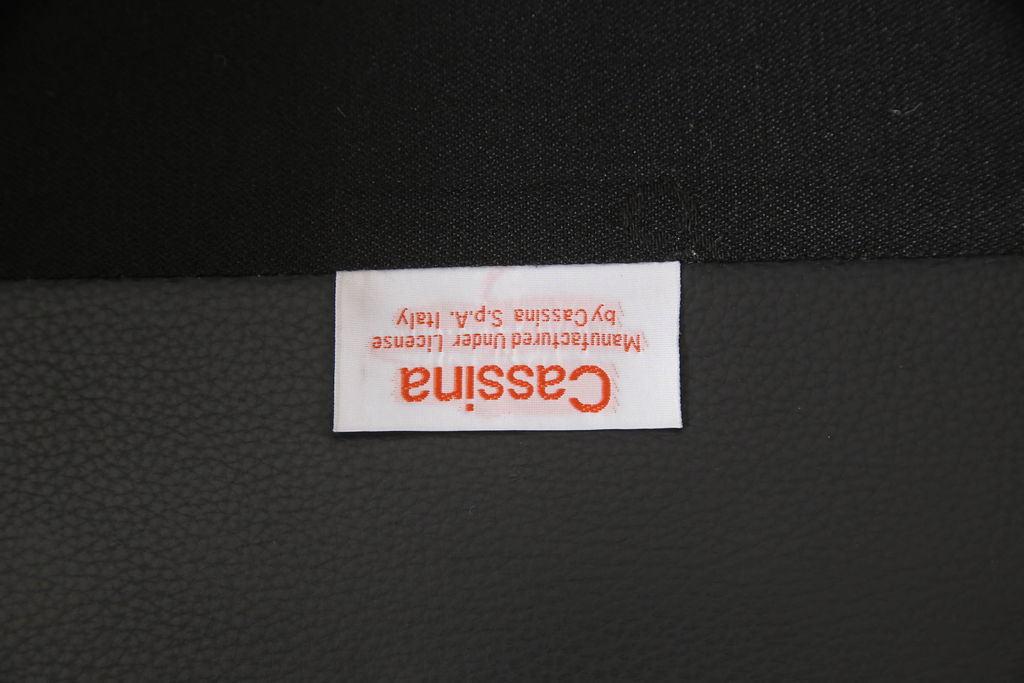 Cassina
Manufactured Under License
by Cassina S.p.A. Italy